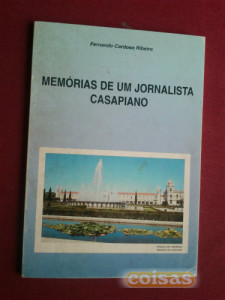 Fernando Cardoso Ribeiro
MEMÓRIAS DE UM JORNALISTA
CASAPIANO
coisas